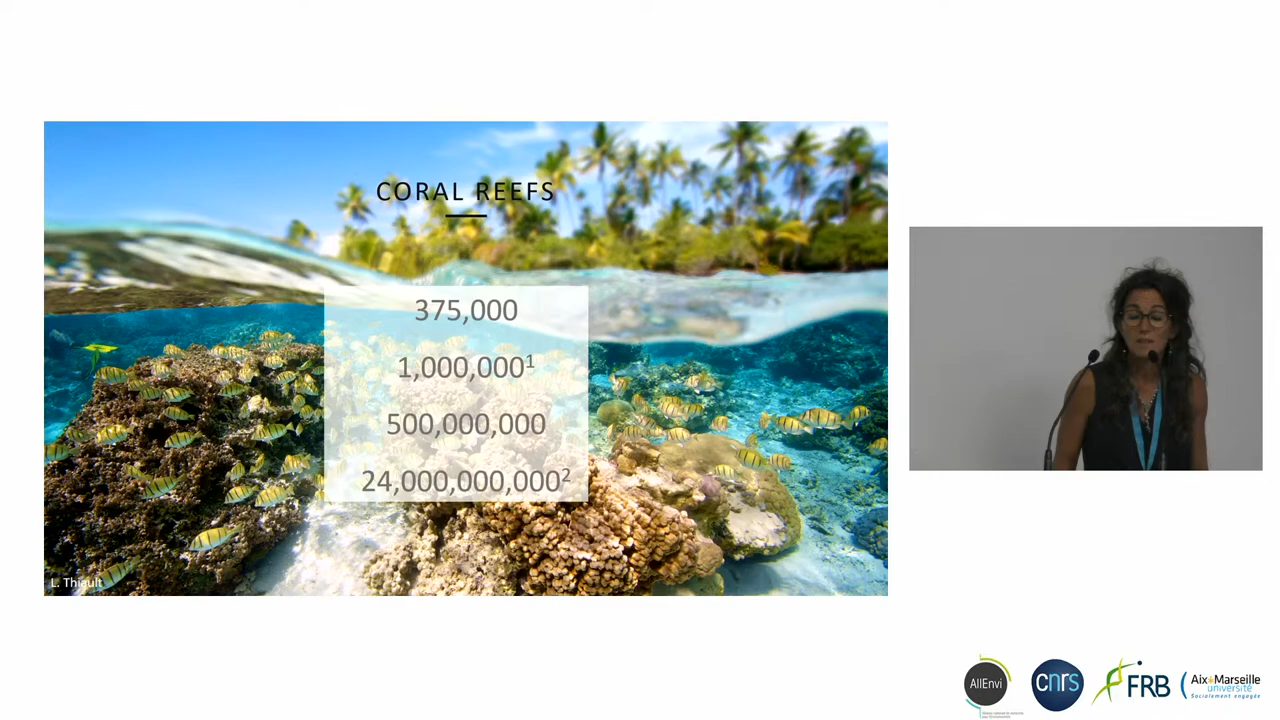 CORAL REEFS
375,000
1,000,000¹
500,000,000
24,000,000,000²
L. Thiault
AllEnvi
cnrs
FRB
Aix*Marseille
université
Socialement engagée